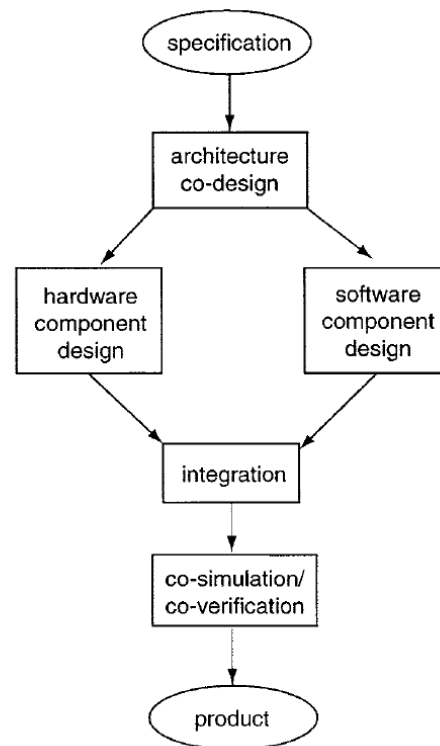 specification
architecture
co-design
hardware
component
design
software
component
design
integration
co-simulation/
co-verification
product